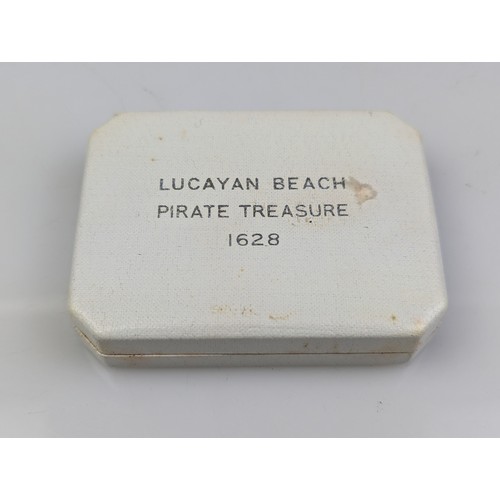 LUCAYAN BEACH
PIRATE TREASURE
1628